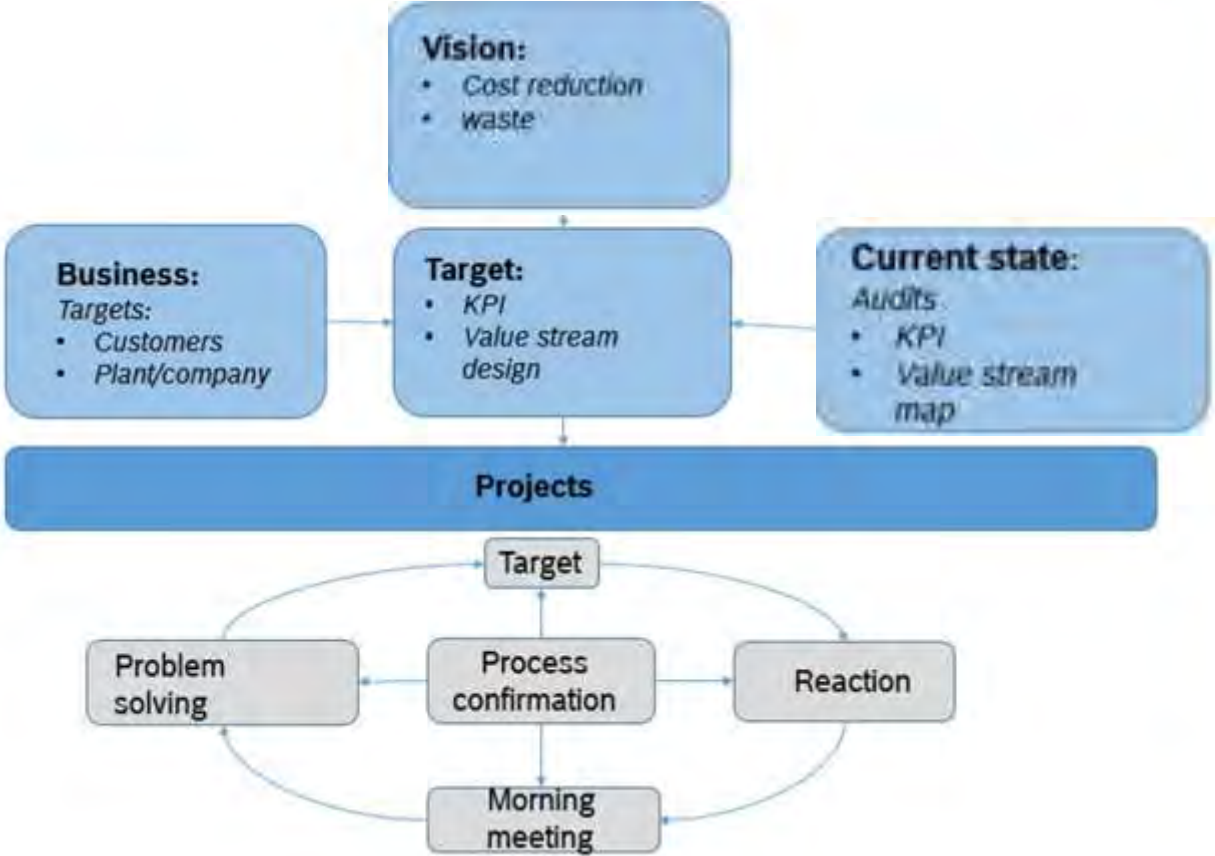 Vision:
• Cost reduction
• waste
Business:
Targets:
• Customers
• Plant/company
Target:
• KPI
• Value stream
design
Current state:
Audits
• KPI
• Value stream
map
Projects
Target
Problem
solving
Process
confirmation
Reaction
Morning
meeting